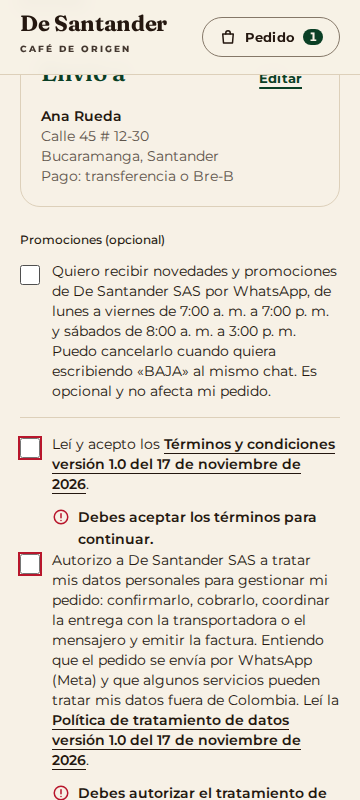 De Santander
CAFÉ DE ORIGEN
Pedido 1
Envío a
Editar
Ana Rueda
Calle 45 # 12-30
Bucaramanga, Santander
Pago: transferencia o Bre-B
Promociones (opcional)
Quiero recibir novedades y promociones
de De Santander SAS por WhatsApp, de
lunes a viernes de 7:00 a. m. a 7:00 p. m.
y sábados de 8:00 a. m. a 3:00 p. m.
Puedo cancelarlo cuando quiera
escribiendo «BAJA» al mismo chat. Es
opcional y no afecta mi pedido.
Leí y acepto los Términos y condiciones
versión 1.0 del 17 de noviembre de
2026.
Debes aceptar los términos para
continuar.
Autorizo a De Santander SAS a tratar
mis datos personales para gestionar mi
pedido: confirmarlo, cobrarlo, coordinar
la entrega con la transportadora o el
mensajero y emitir la factura. Entiendo
que el pedido se envía por WhatsApp
(Meta) y que algunos servicios pueden
tratar mis datos fuera de Colombia. Leí la
Política de tratamiento de datos
versión 1.0 del 17 de noviembre de
2026.
Debes autorizar el tratamiento de